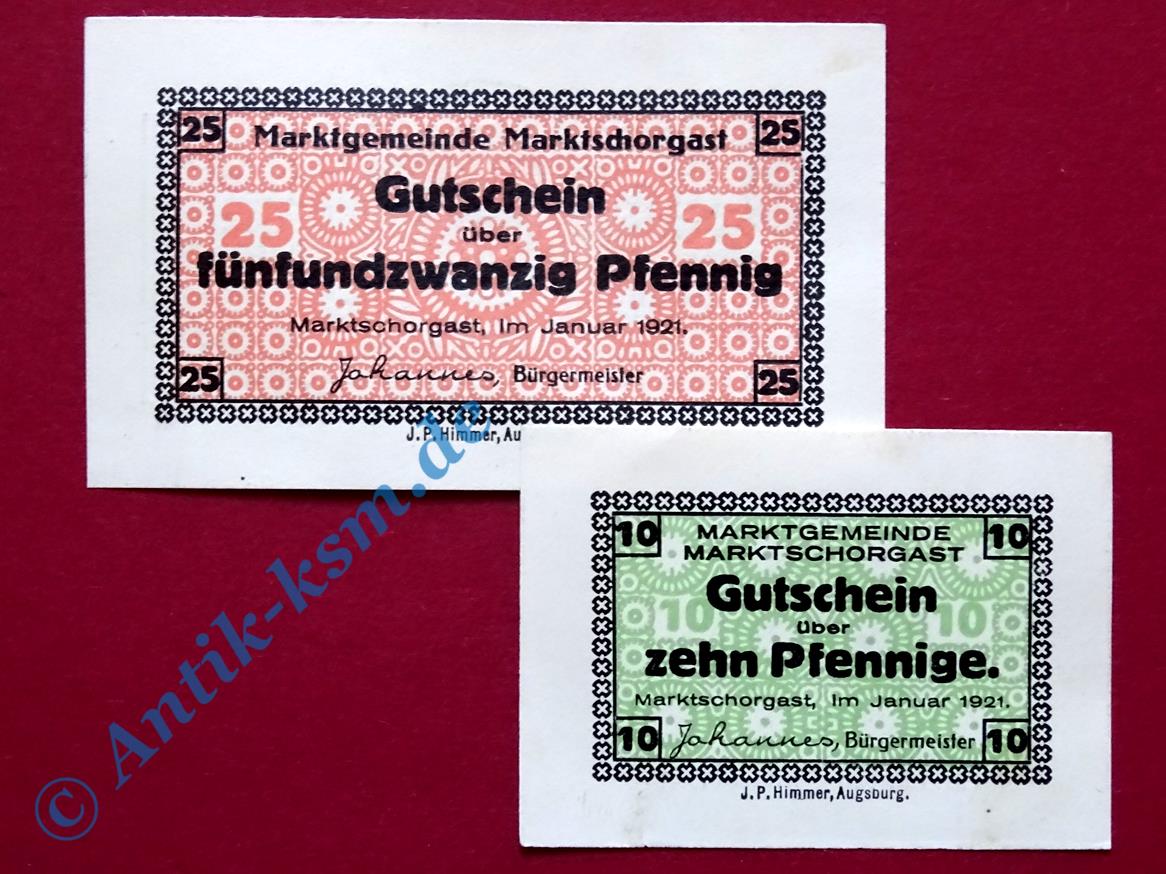 25 Marktgemeinde Marktschorgast 25
Gutschein
25 über 25
fünfundzwanzig Pfennig
Marktschorgast, Im Januar 1921.
25 Johannes, Bürgermeister 25
J.P. Himmer, Au
10 MARKTGEMEINDE 10
MARKTSCHORGAST
Gutschein
10 über 10
zehn Pfennige.
Marktschorgast, Im Januar 1921.
10 Johannes, Bürgermeister 10
J.P. Himmer, Augsburg.
© Antik-ksm.de